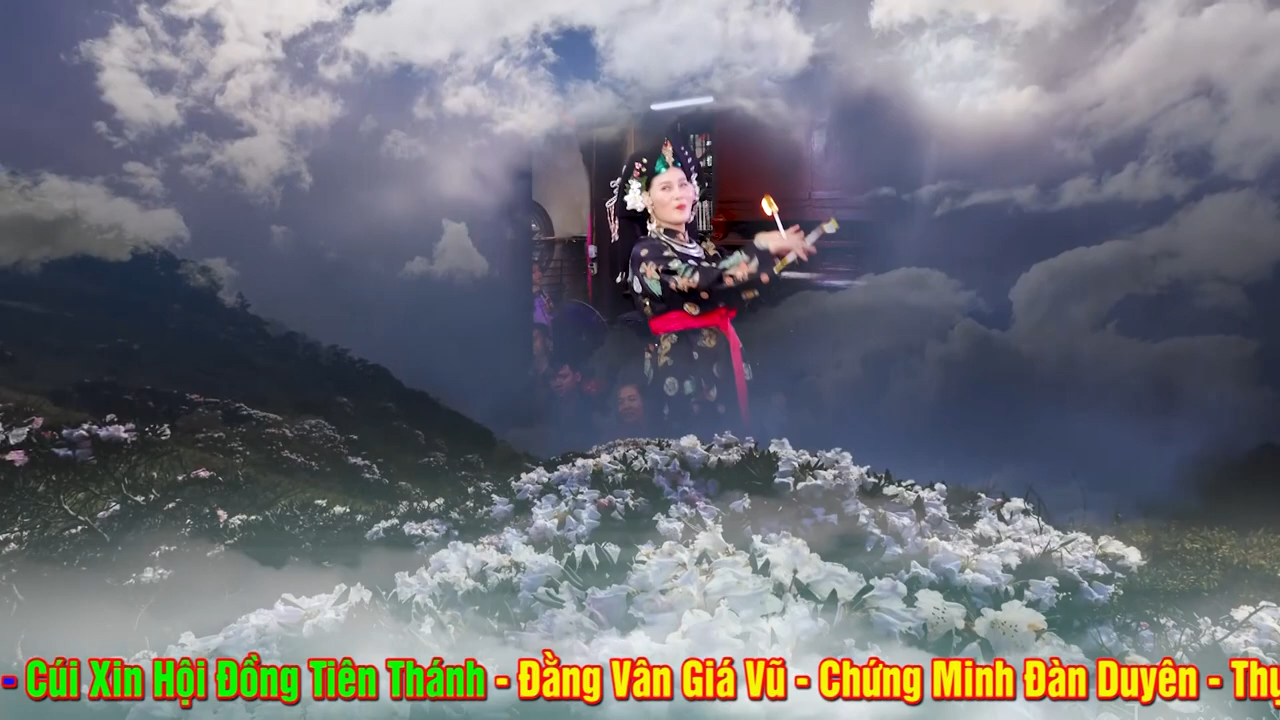 - Cúi Xin Hội Đồng Tiên Thánh - Đằng Vân Giá Vũ - Chứng Minh Đàn Duyên -